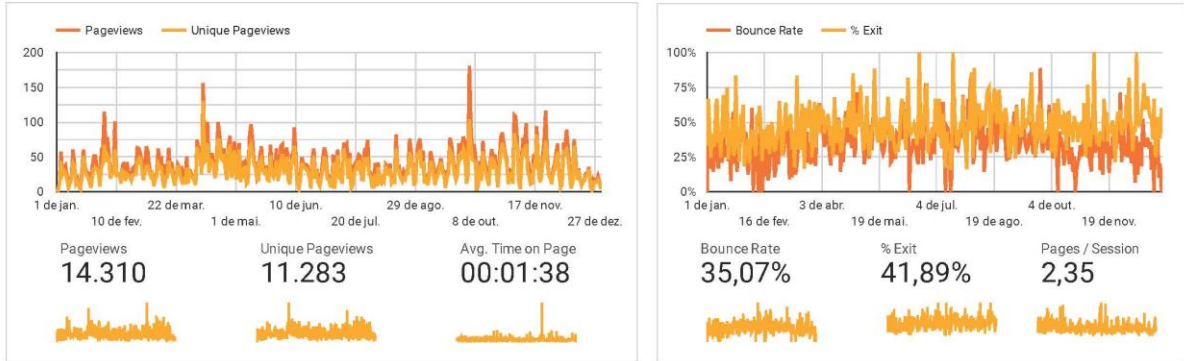 Pageviews Unique Pageviews
200
150
100
50
0
1 de jan. 22 de mar. 10 de jun. 29 de ago. 17 de nov.
10 de fev. 1 de mai. 20 de jul. 8 de out. 27 de dez.
Pageviews Unique Pageviews Avg. Time on Page
14.310 11.283 00:01:38
Bounce Rate % Exit
100%
75%
50%
25%
0%
1 de jan. 3 de abr. 4 de jul. 4 de out.
16 de fev. 19 de mai. 19 de ago. 19 de nov.
Bounce Rate % Exit Pages / Session
35,07% 41,89% 2,35